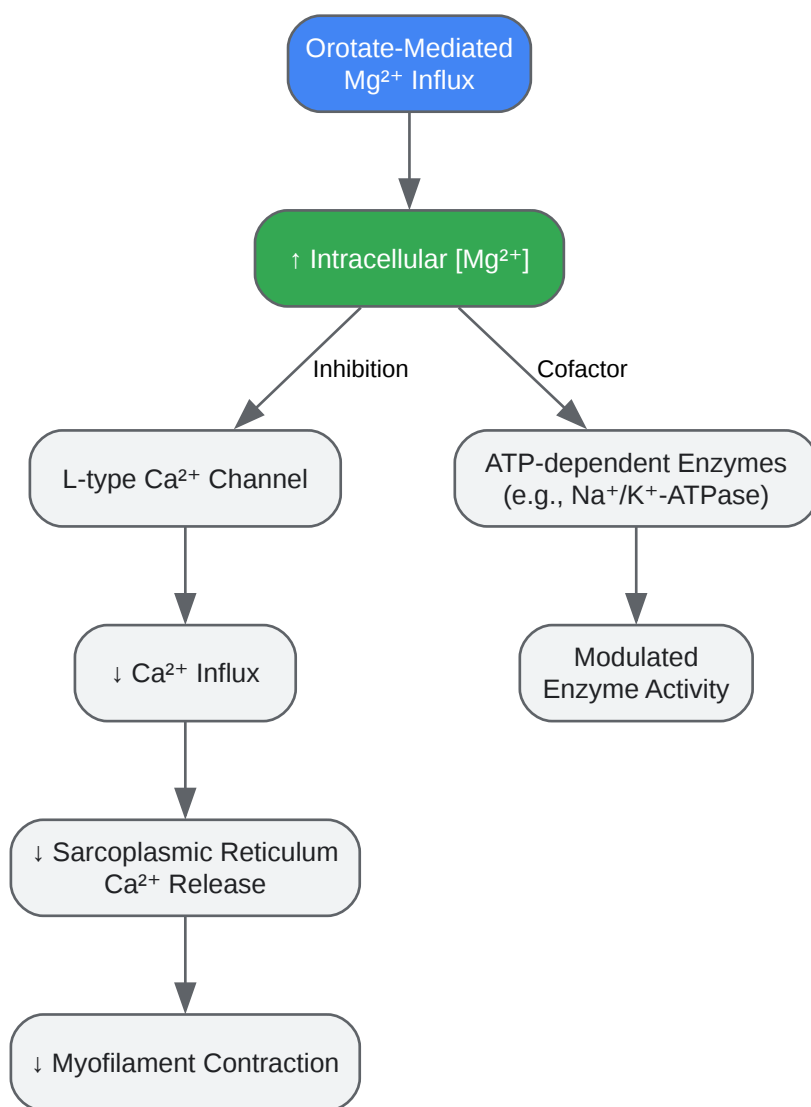 Orotate-Mediated
Mg²⁺ Influx
↑ Intracellular [Mg²⁺]
Inhibition
Cofactor
L-type Ca²⁺ Channel
ATP-dependent Enzymes
(e.g., Na⁺/K⁺-ATPase)
↓ Ca²⁺ Influx
Modulated
Enzyme Activity
↓ Sarcoplasmic Reticulum
Ca²⁺ Release
↓ Myofilament Contraction